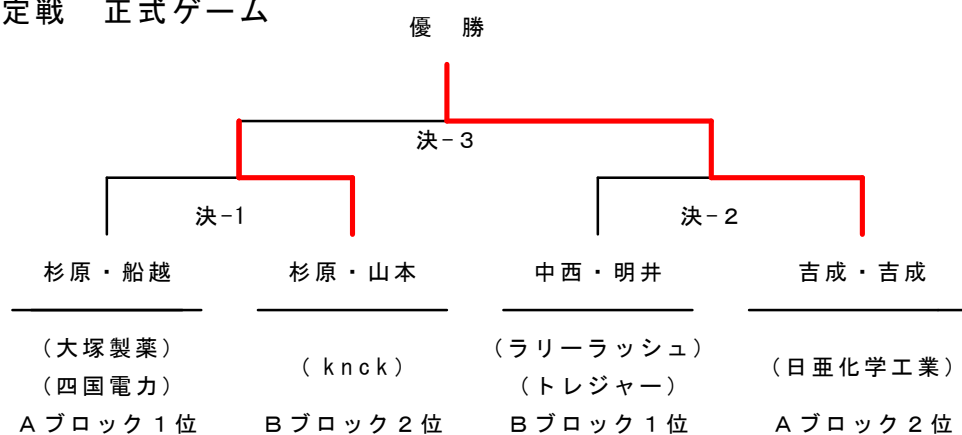 定戦 正式ゲーム
優 勝
決-3
決-1
決-2
杉原・船越
杉原・山本
中西・明井
吉成・吉成
(大塚製薬)
(四国電力)
(knck)
(ラリーラッシュ)
(トレジャー)
(日亜化学工業)
Aブロック1位
Bブロック2位
Bブロック1位
Aブロック2位